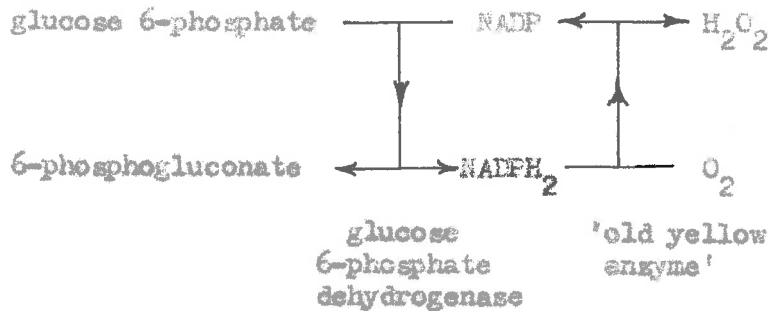 glucose 6-phosphate NADP H₂O₂
6-phosphogluconate NADPH₂ O₂
glucose 'old yellow
6-phosphate enzyme'
dehydrogenase